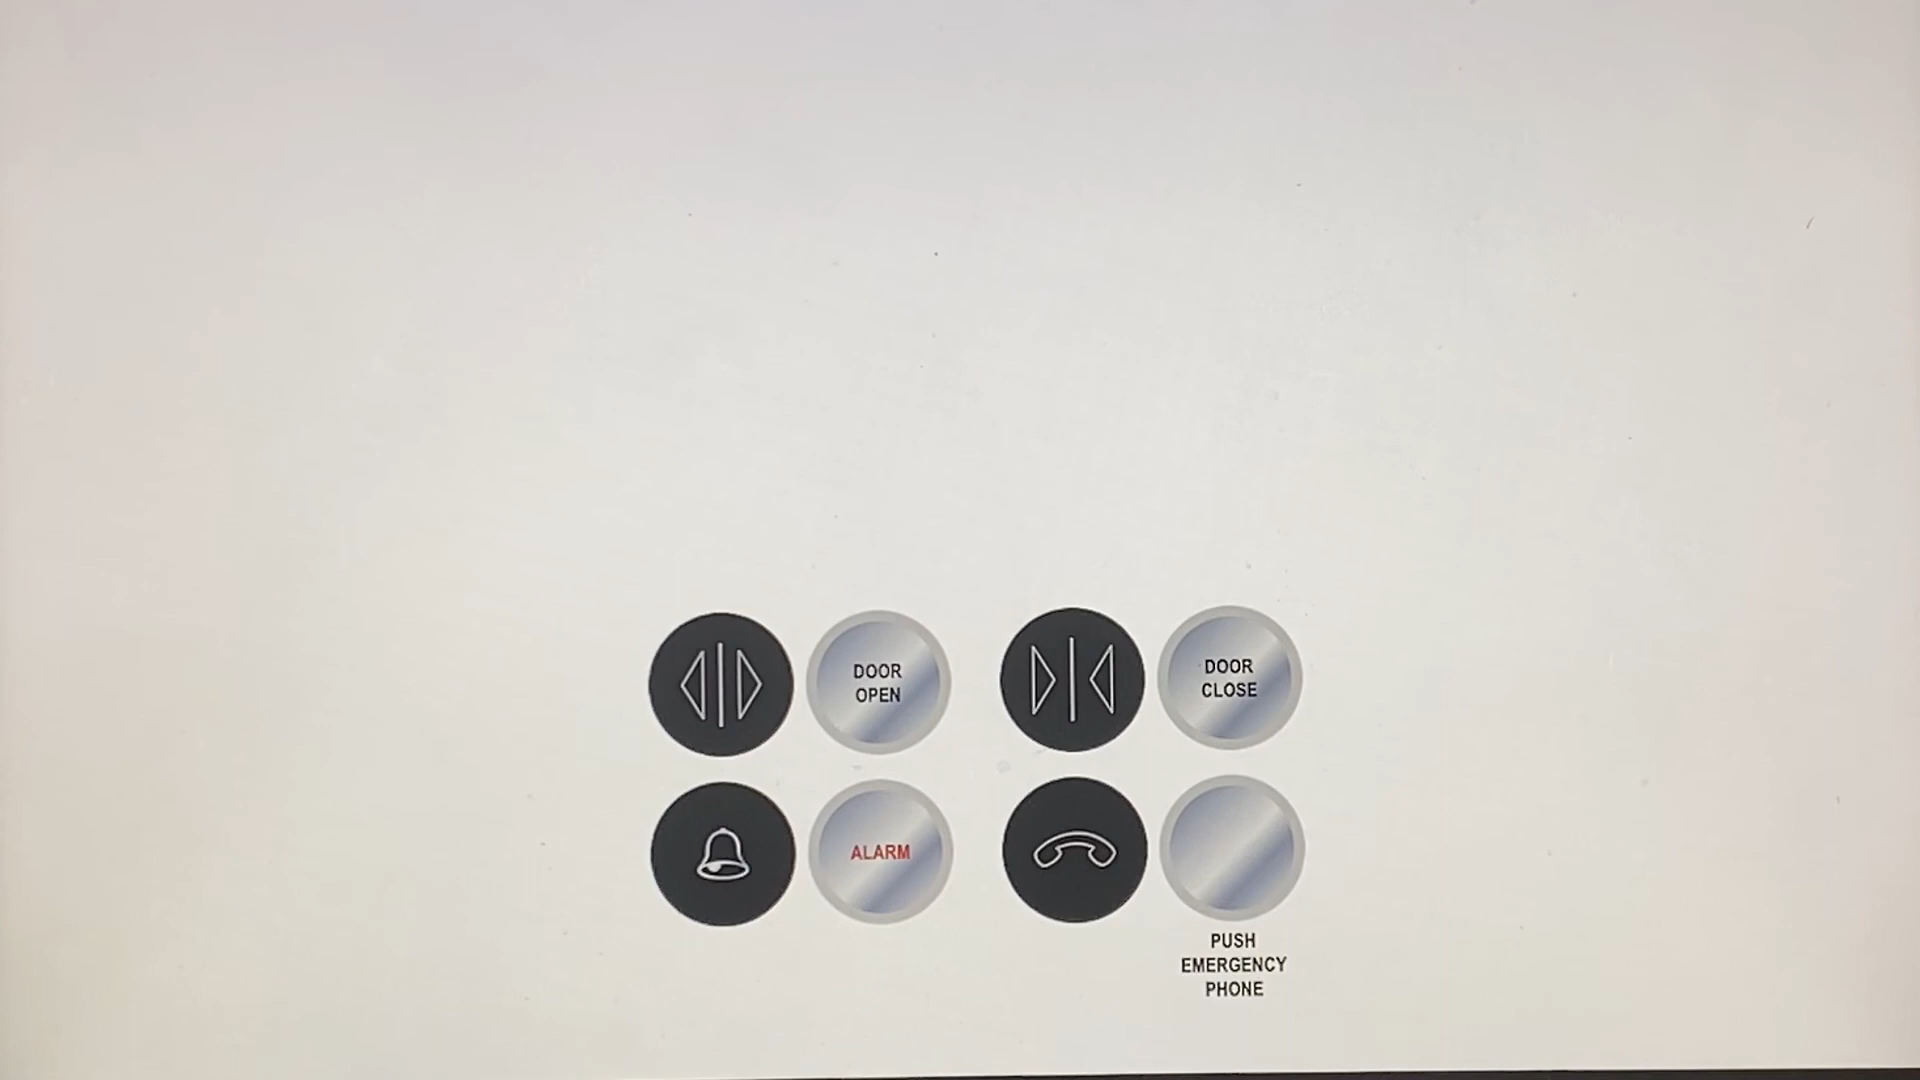 DOOR
OPEN
DOOR
CLOSE
ALARM
PUSH
EMERGENCY
PHONE